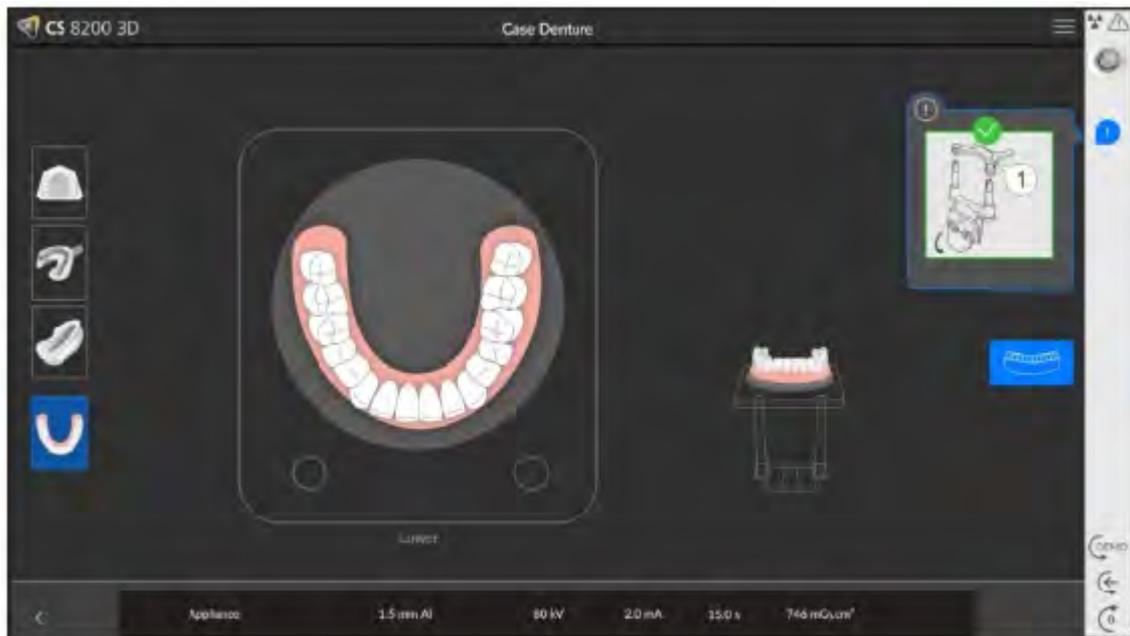 CS 8200 3D
Case Denture
1
Lower
DEMO
Appliance
1.5 mm Al
80 kV
2.0 mA
15.0 s
746 mGy.cm²